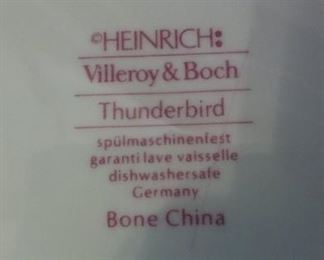 ©HEINRICH:
Villeroy & Boch
Thunderbird
spülmaschinenfest
garanti lave vaisselle
dishwashersafe
Germany
Bone China